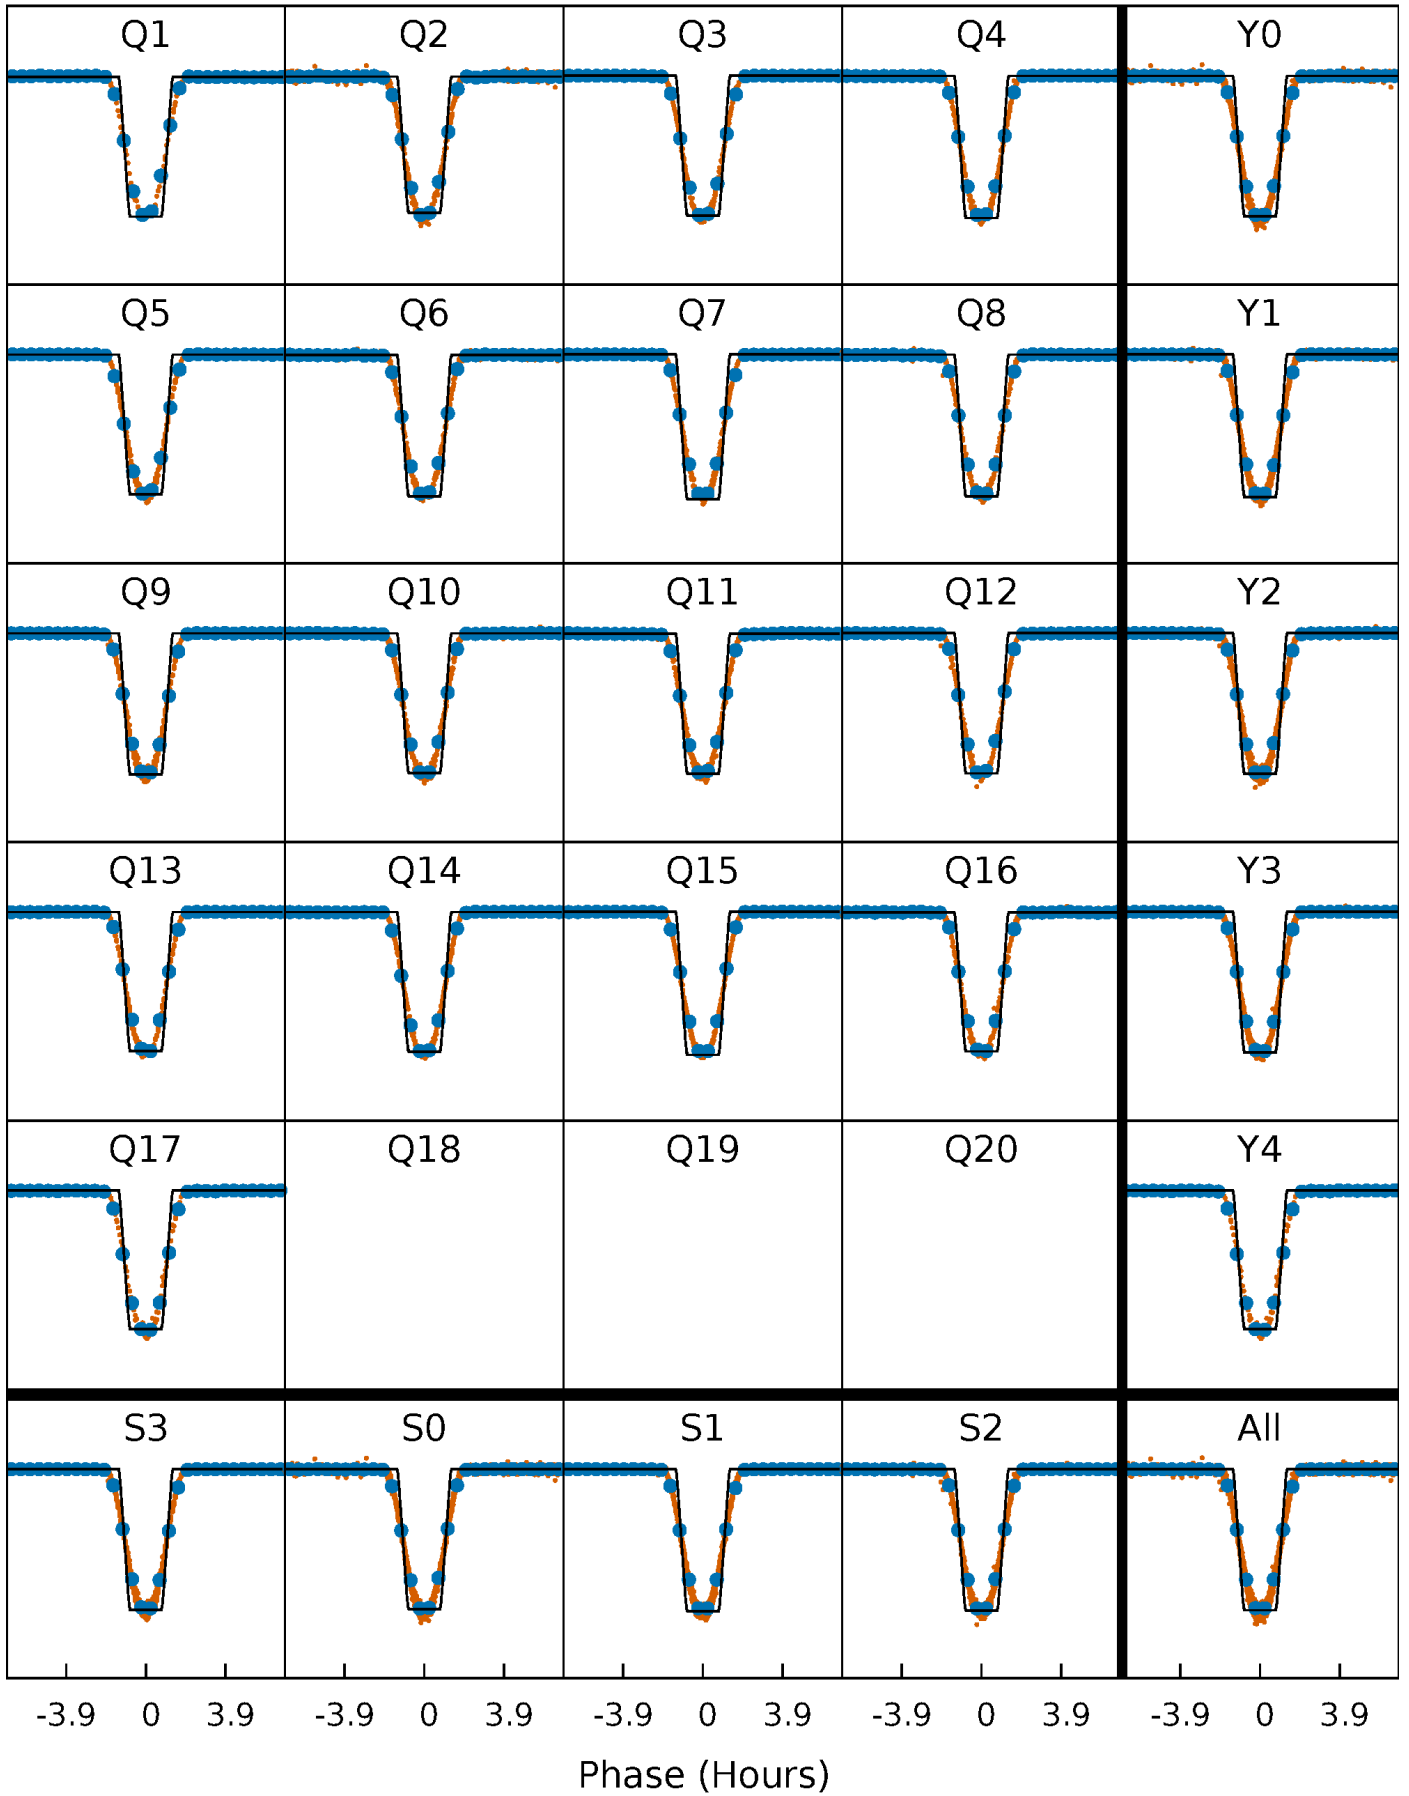 Q1 Q2 Q3 Q4 Y0
Q5 Q6 Q7 Q8 Y1
Q9 Q10 Q11 Q12 Y2
Q13 Q14 Q15 Q16 Y3
Q17 Q18 Q19 Q20 Y4
S3 S0 S1 S2 All
-3.9 0 3.9 -3.9 0 3.9 -3.9 0 3.9 -3.9 0 3.9 -3.9 0 3.9
Phase (Hours)